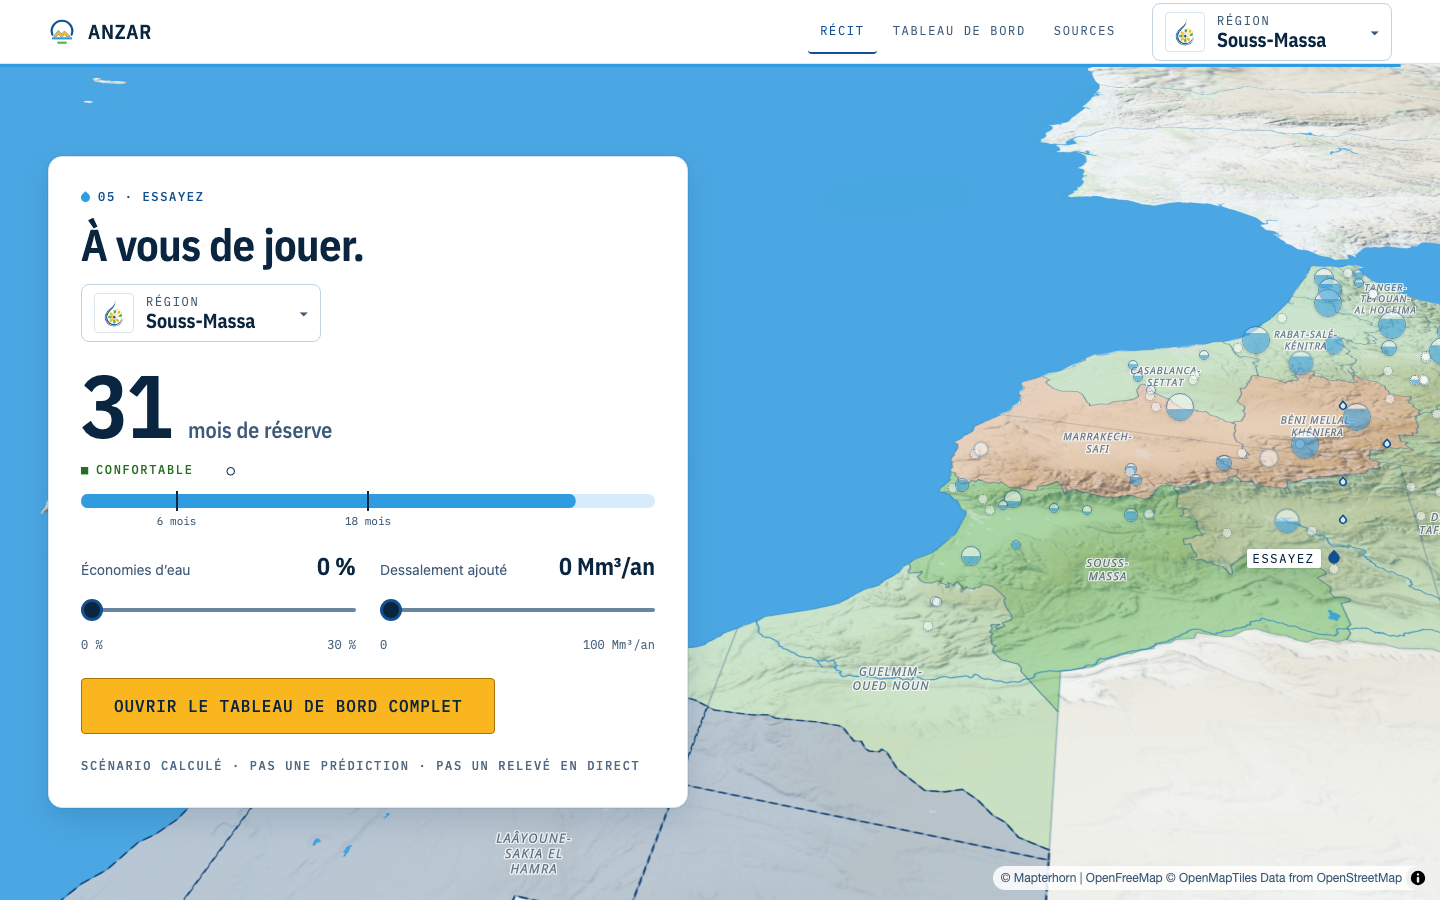 ANZAR
RÉCIT
TABLEAU DE BORD
SOURCES
RÉGION
Souss-Massa
05 · ESSAYEZ
À vous de jouer.
RÉGION
Souss-Massa
31 mois de réserve
CONFORTABLE
6 mois
18 mois
Économies d’eau
0 %
Dessalement ajouté
0 Mm³/an
0 %
30 %
0
100 Mm³/an
OUVRIR LE TABLEAU DE BORD COMPLET
SCÉNARIO CALCULÉ · PAS UNE PRÉDICTION · PAS UN RELEVÉ EN DIRECT
TANGER-
TÉTOUAN-
AL HOCEIMA
RABAT-SALÉ-
KÉNITRA
CASABLANCA-
SETTAT
BÉNI MELLAL-
KHÉNIFRA
MARRAKECH-
SAFI
SOUSS-
MASSA
ESSAYEZ
GUELMIM-
OUED NOUN
LAÂYOUNE-
SAKIA EL
HAMRA
© Mapterhorn | OpenFreeMap © OpenMapTiles Data from OpenStreetMap